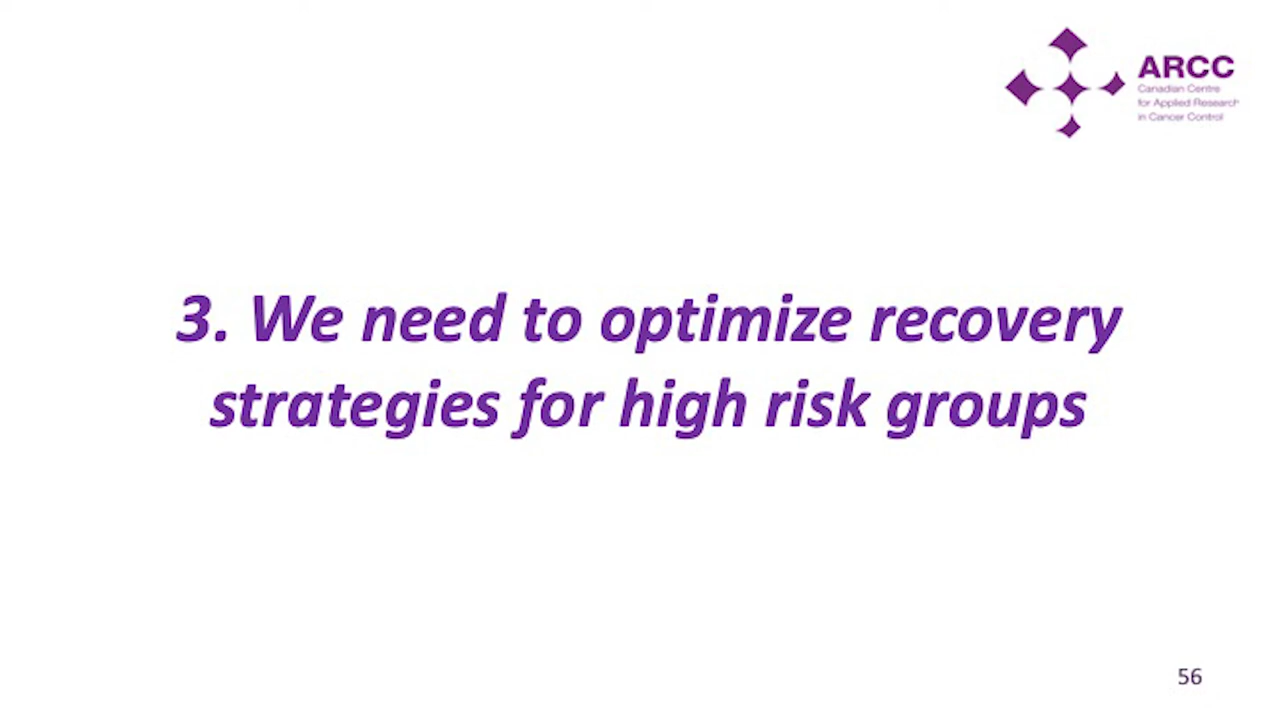 ARCC
Canadian Centre
for Applied Research
in Cancer Control
3. We need to optimize recovery
strategies for high risk groups
56